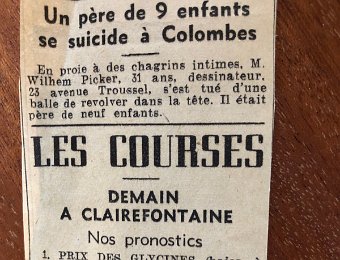 Un père de 9 enfants
se suicide à Colombes
En proie à des chagrins intimes, M.
Wilhem Picker, 31 ans, dessinateur.
23 avenue Troussel, s'est tué d'une
balle de revolver dans la tête. Il était
père de neuf enfants.
LES COURSES
DEMAIN
A CLAIREFONTAINE
Nos pronostics
1. PRIX DES GLYCINES (haies à